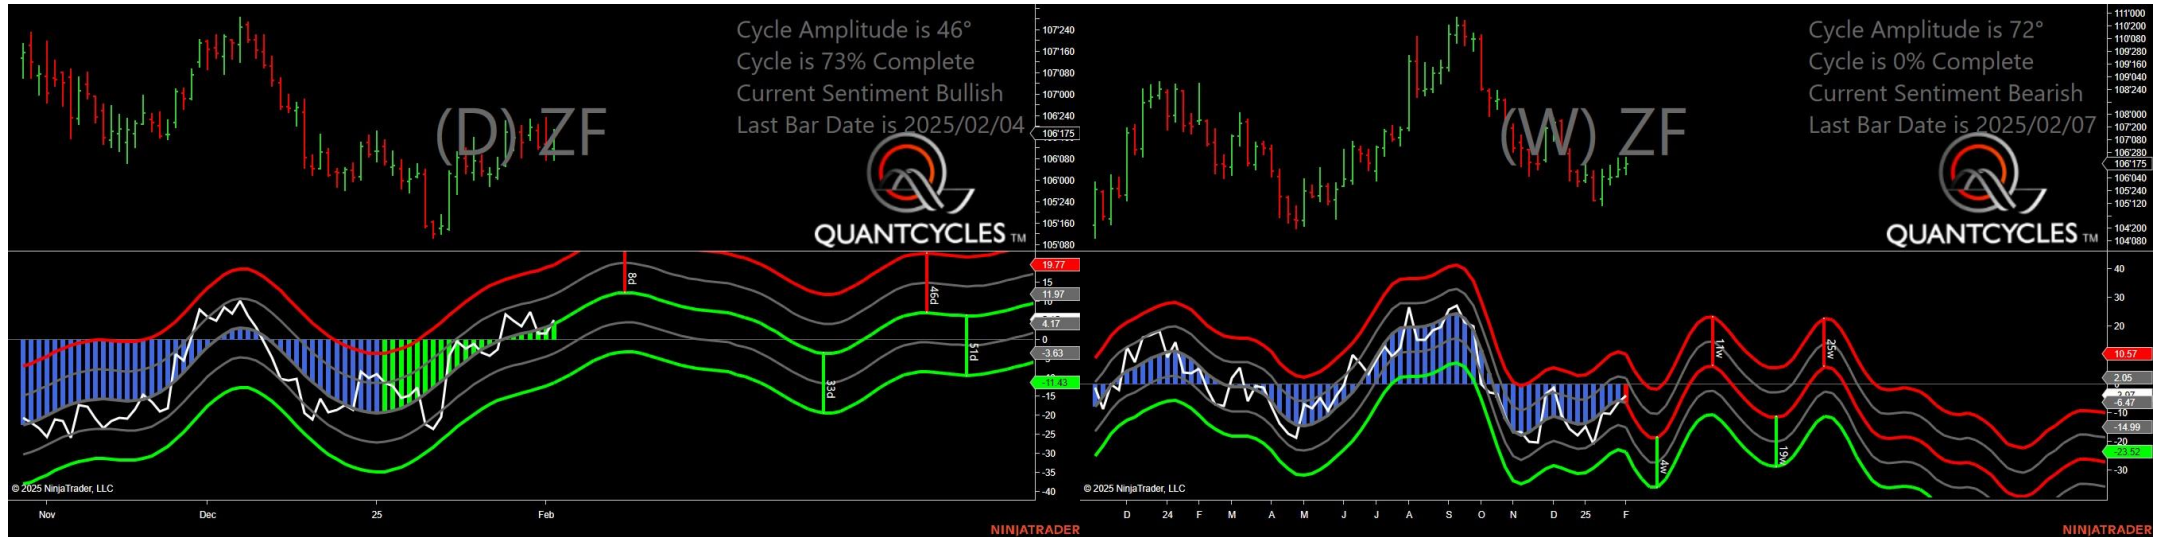 Cycle Amplitude is 46°
Cycle is 73% Complete
Current Sentiment Bullish
Last Bar Date is 2025/02/04
(D) ZF
QUANTCYCLES TM
107'240
107'160
107'080
107'000
106'240
106'175
106'080
106'000
105'240
105'160
105'080
19.77
15
11.97
10
4.17
0
-3.63
-11.43
-15
-20
-25
-30
-35
-40
8d
46d
33d
51d
© 2025 NinjaTrader, LLC
Nov
Dec
25
Feb
NINJATRADER
Cycle Amplitude is 72°
Cycle is 0% Complete
Current Sentiment Bearish
Last Bar Date is 2025/02/07
(W) ZF
QUANTCYCLES TM
111'000
110'200
110'080
109'280
109'160
109'040
108'240
108'000
107'200
107'080
106'280
106'175
106'040
105'240
105'120
104'200
104'080
40
30
20
10.57
2.05
-6.47
-10
-14.99
-20
-23.52
-30
4w
11w
19w
25w
© 2025 NinjaTrader, LLC
D 24 F M A M J J A S O N D 25 F
NINJATRADER